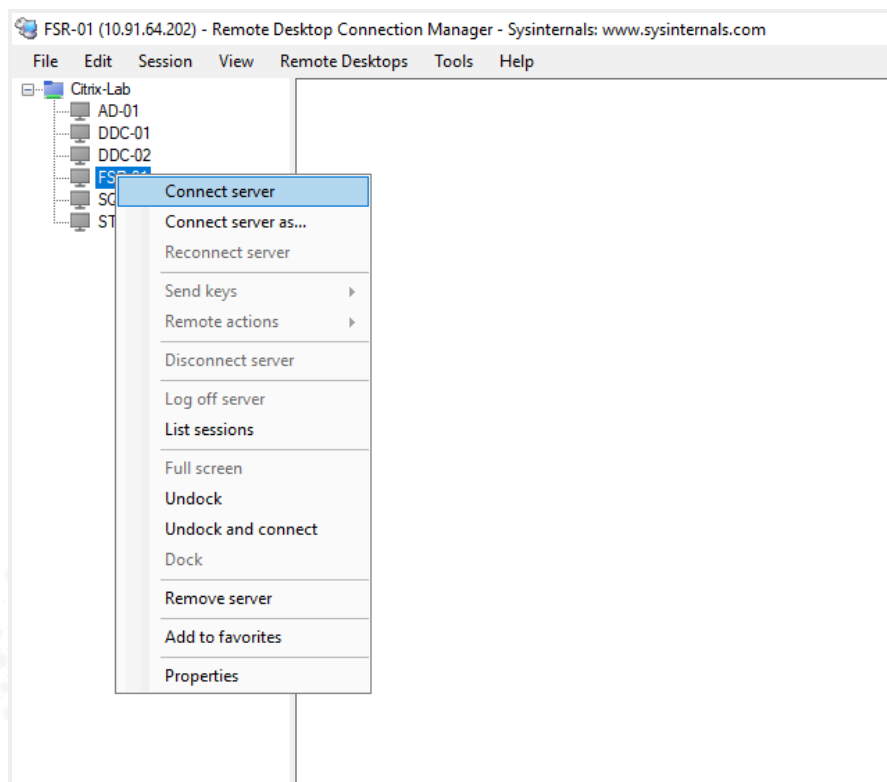 FSR-01 (10.91.64.202) - Remote Desktop Connection Manager - Sysinternals: www.sysinternals.com
File Edit Session View Remote Desktops Tools Help
Citrix-Lab
AD-01
DDC-01
DDC-02
Connect server
Connect server as...
Reconnect server
Send keys
Remote actions
Disconnect server
Log off server
List sessions
Full screen
Undock
Undock and connect
Dock
Remove server
Add to favorites
Properties